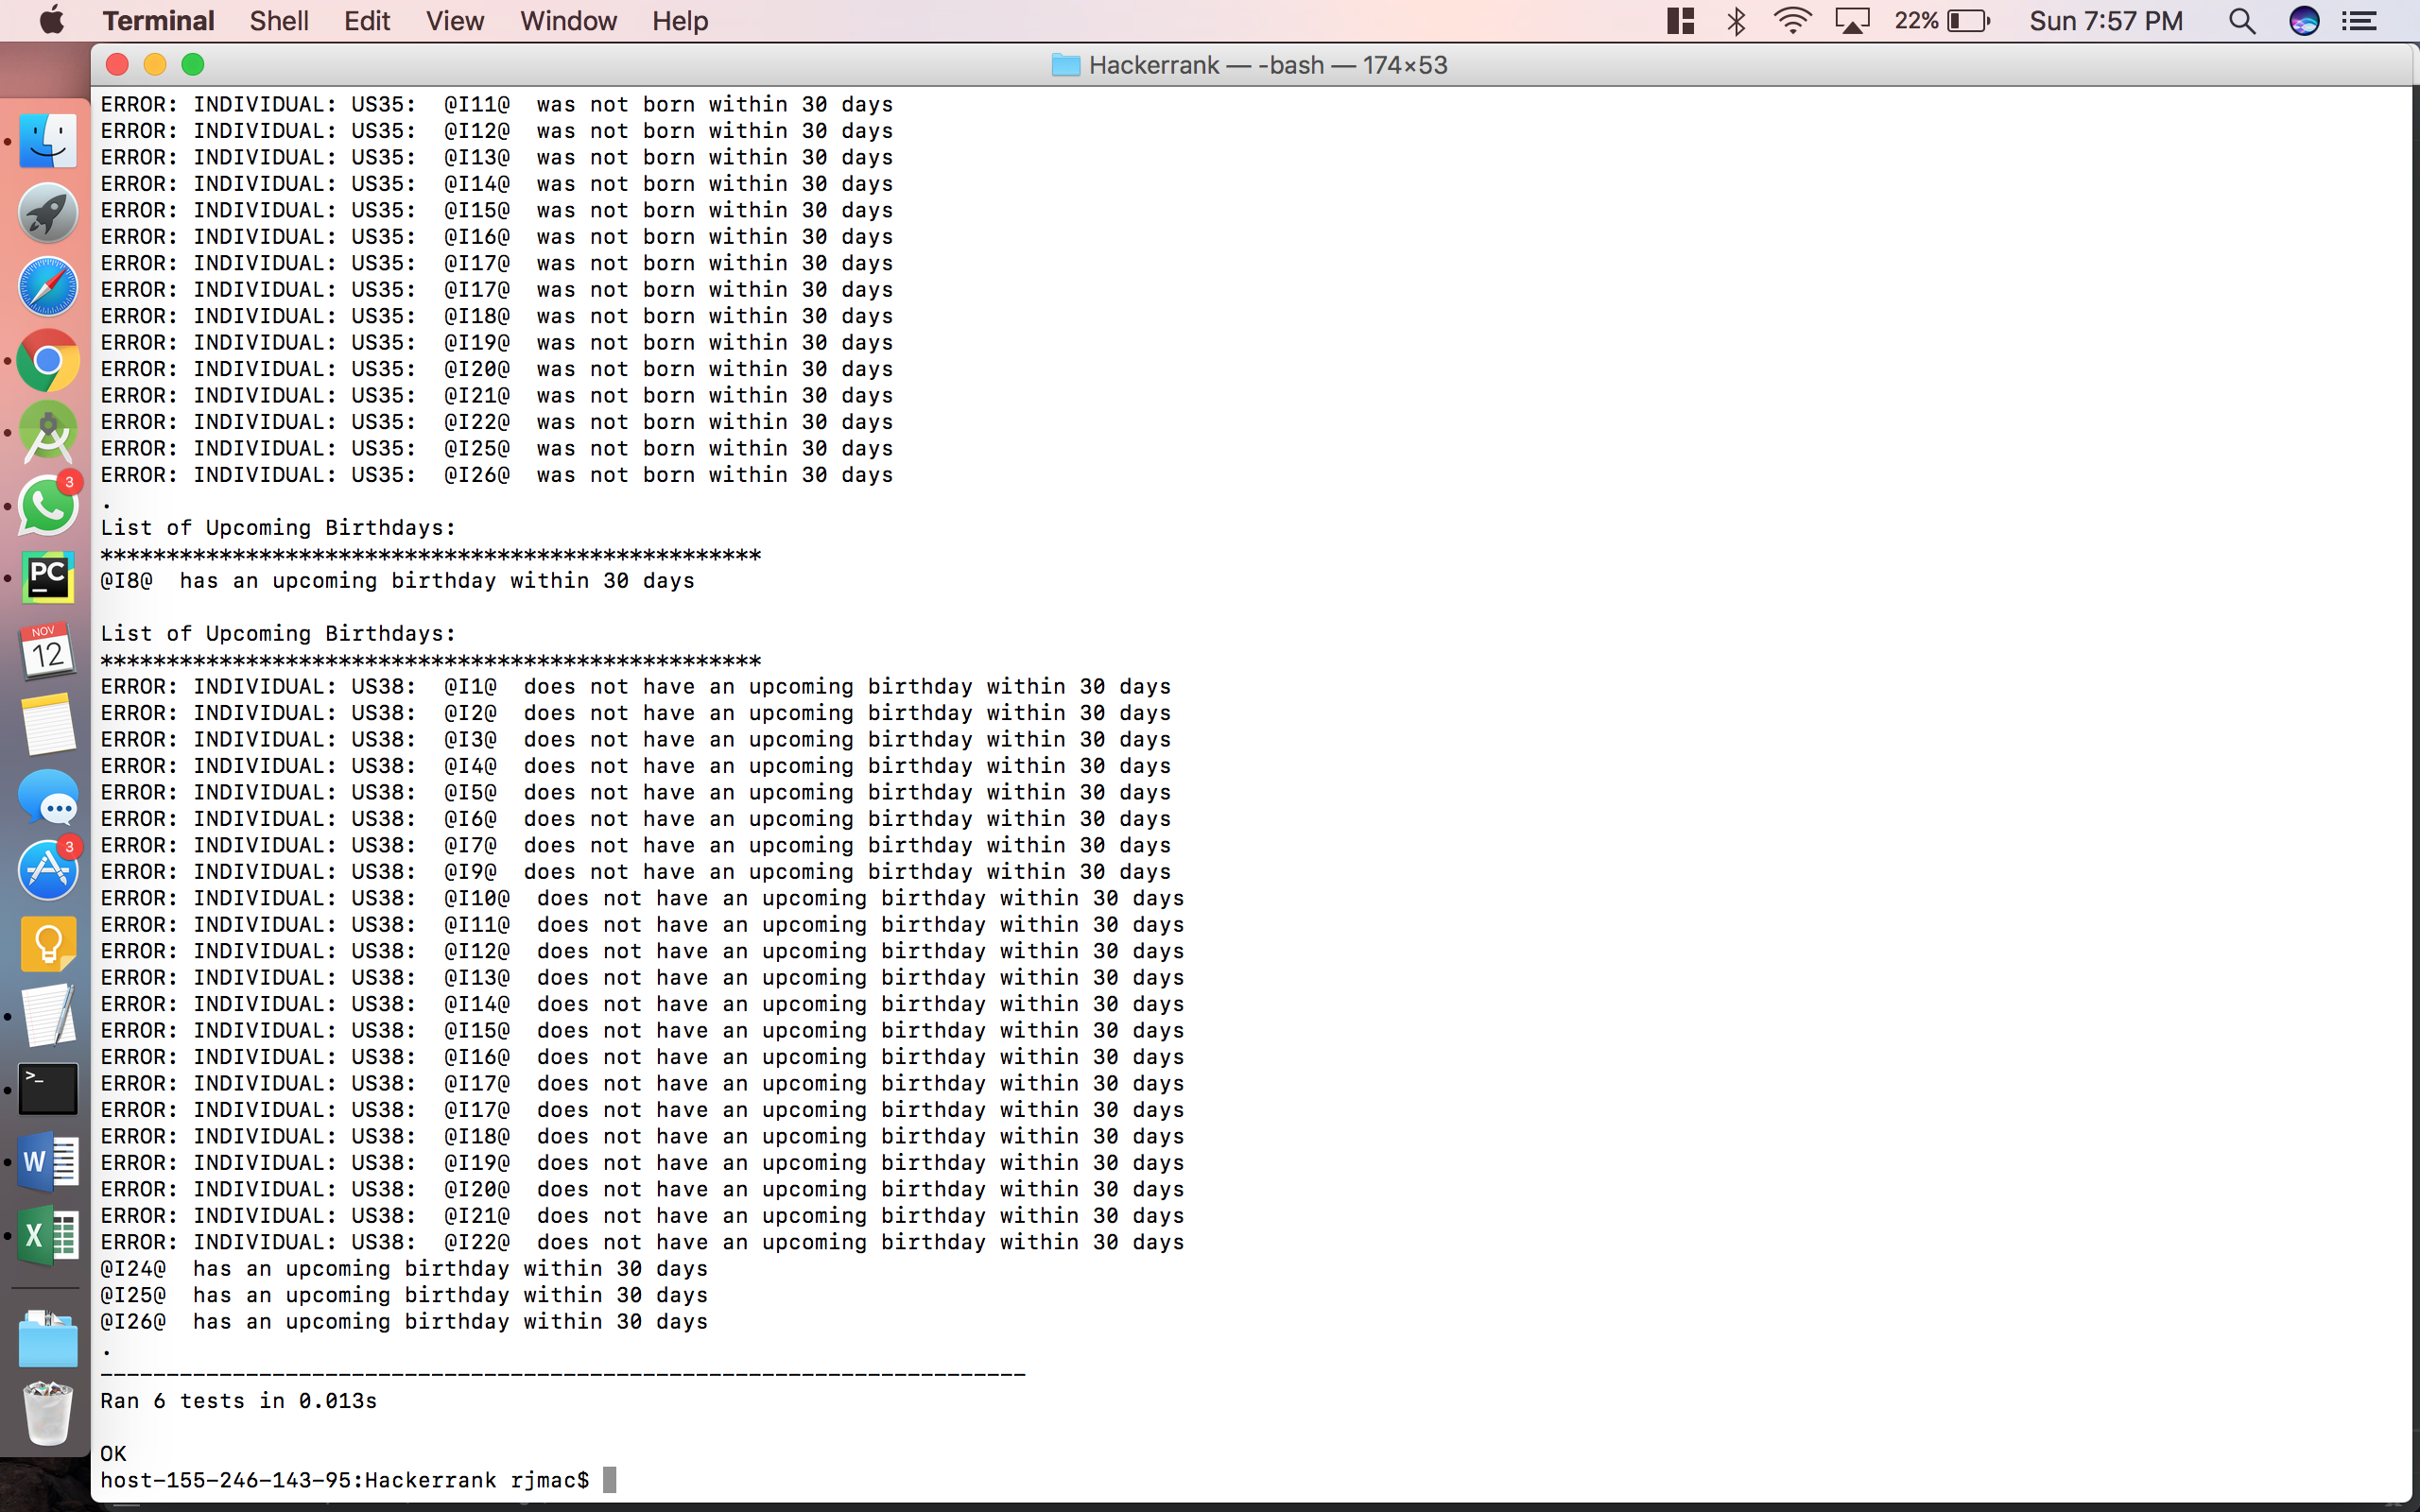 Terminal Shell Edit View Window Help 22% Sun 7:57 PM
Hackerrank — -bash — 174×53
ERROR: INDIVIDUAL: US35:  @I11@  was not born within 30 days
ERROR: INDIVIDUAL: US35:  @I12@  was not born within 30 days
ERROR: INDIVIDUAL: US35:  @I13@  was not born within 30 days
ERROR: INDIVIDUAL: US35:  @I14@  was not born within 30 days
ERROR: INDIVIDUAL: US35:  @I15@  was not born within 30 days
ERROR: INDIVIDUAL: US35:  @I16@  was not born within 30 days
ERROR: INDIVIDUAL: US35:  @I17@  was not born within 30 days
ERROR: INDIVIDUAL: US35:  @I17@  was not born within 30 days
ERROR: INDIVIDUAL: US35:  @I18@  was not born within 30 days
ERROR: INDIVIDUAL: US35:  @I19@  was not born within 30 days
ERROR: INDIVIDUAL: US35:  @I20@  was not born within 30 days
ERROR: INDIVIDUAL: US35:  @I21@  was not born within 30 days
ERROR: INDIVIDUAL: US35:  @I22@  was not born within 30 days
ERROR: INDIVIDUAL: US35:  @I25@  was not born within 30 days
ERROR: INDIVIDUAL: US35:  @I26@  was not born within 30 days
.
List of Upcoming Birthdays:
**************************************************
@I8@  has an upcoming birthday within 30 days
List of Upcoming Birthdays:
**************************************************
ERROR: INDIVIDUAL: US38:  @I1@  does not have an upcoming birthday within 30 days
ERROR: INDIVIDUAL: US38:  @I2@  does not have an upcoming birthday within 30 days
ERROR: INDIVIDUAL: US38:  @I3@  does not have an upcoming birthday within 30 days
ERROR: INDIVIDUAL: US38:  @I4@  does not have an upcoming birthday within 30 days
ERROR: INDIVIDUAL: US38:  @I5@  does not have an upcoming birthday within 30 days
ERROR: INDIVIDUAL: US38:  @I6@  does not have an upcoming birthday within 30 days
ERROR: INDIVIDUAL: US38:  @I7@  does not have an upcoming birthday within 30 days
ERROR: INDIVIDUAL: US38:  @I9@  does not have an upcoming birthday within 30 days
ERROR: INDIVIDUAL: US38:  @I10@  does not have an upcoming birthday within 30 days
ERROR: INDIVIDUAL: US38:  @I11@  does not have an upcoming birthday within 30 days
ERROR: INDIVIDUAL: US38:  @I12@  does not have an upcoming birthday within 30 days
ERROR: INDIVIDUAL: US38:  @I13@  does not have an upcoming birthday within 30 days
ERROR: INDIVIDUAL: US38:  @I14@  does not have an upcoming birthday within 30 days
ERROR: INDIVIDUAL: US38:  @I15@  does not have an upcoming birthday within 30 days
ERROR: INDIVIDUAL: US38:  @I16@  does not have an upcoming birthday within 30 days
ERROR: INDIVIDUAL: US38:  @I17@  does not have an upcoming birthday within 30 days
ERROR: INDIVIDUAL: US38:  @I17@  does not have an upcoming birthday within 30 days
ERROR: INDIVIDUAL: US38:  @I18@  does not have an upcoming birthday within 30 days
ERROR: INDIVIDUAL: US38:  @I19@  does not have an upcoming birthday within 30 days
ERROR: INDIVIDUAL: US38:  @I20@  does not have an upcoming birthday within 30 days
ERROR: INDIVIDUAL: US38:  @I21@  does not have an upcoming birthday within 30 days
ERROR: INDIVIDUAL: US38:  @I22@  does not have an upcoming birthday within 30 days
@I24@  has an upcoming birthday within 30 days
@I25@  has an upcoming birthday within 30 days
@I26@  has an upcoming birthday within 30 days
.
----------------------------------------------------------------------
Ran 6 tests in 0.013s
OK
host-155-246-143-95:Hackerrank rjmac$
3
PC
NOV
12
3
>_
W
X